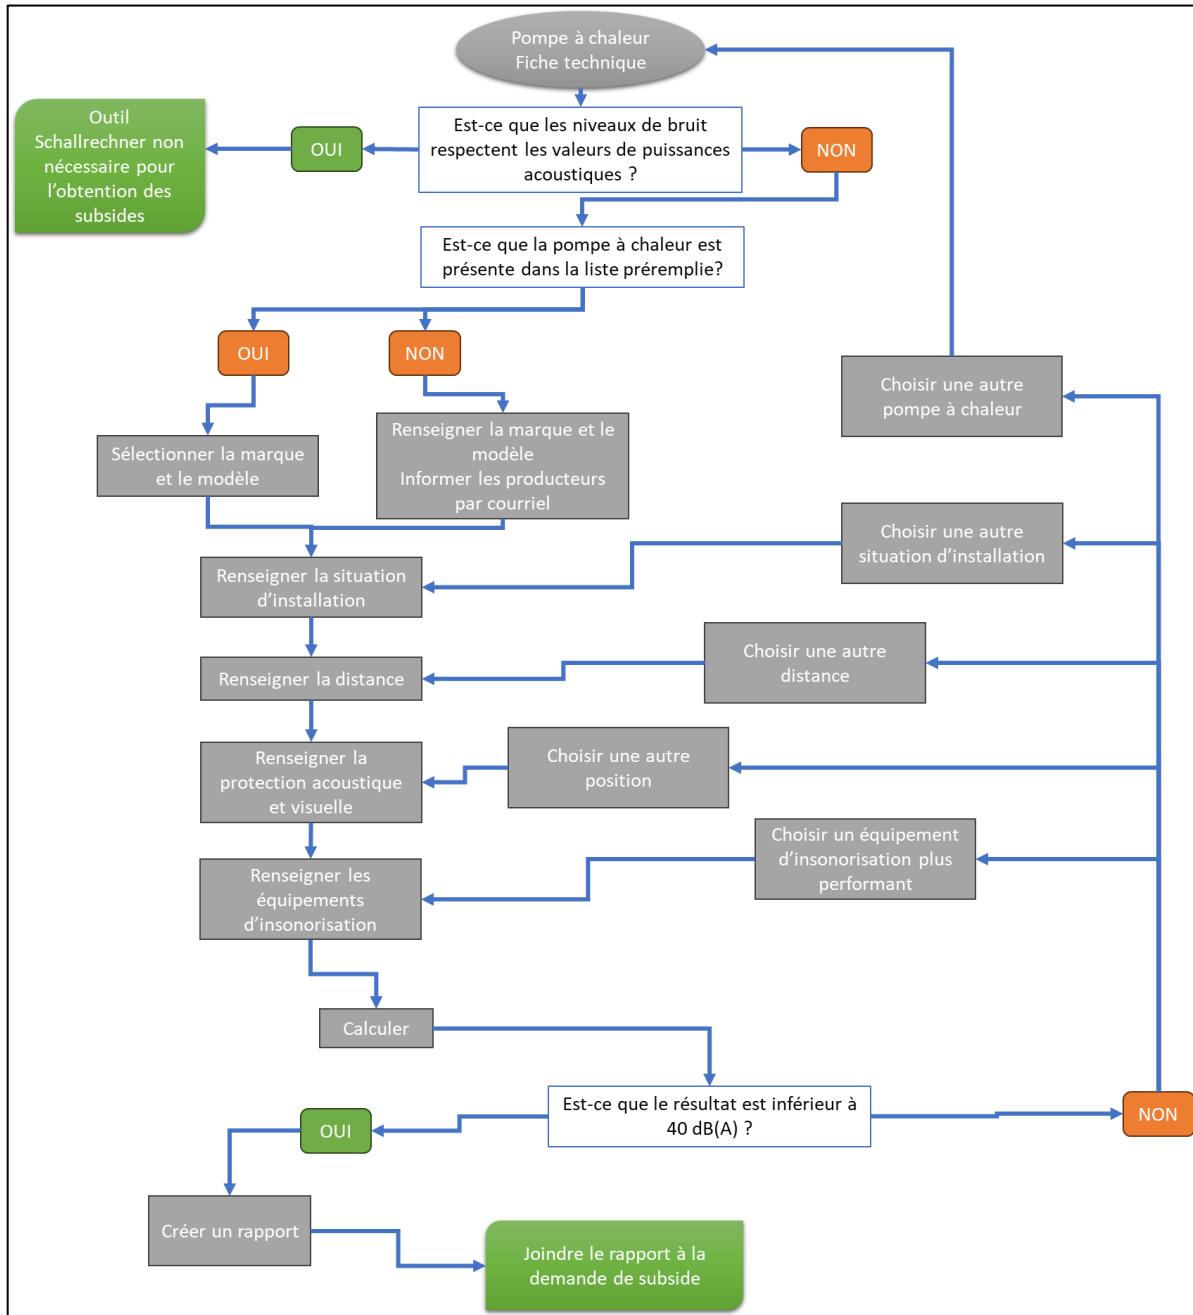 Pompe à chaleur
Fiche technique
Outil
Schallrechner non
nécessaire pour
l’obtention des
subsides
OUI
Est-ce que les niveaux de bruit
respectent les valeurs de puissances
acoustiques ?
NON
Est-ce que la pompe à chaleur est
présente dans la liste préremplie?
OUI
NON
Choisir une autre
pompe à chaleur
Sélectionner la marque
et le modèle
Renseigner la marque et le
modèle
Informer les producteurs
par courriel
Choisir une autre
situation d’installation
Renseigner la situation
d’installation
Choisir une autre
distance
Renseigner la distance
Renseigner la
protection acoustique
et visuelle
Choisir une autre
position
Choisir un équipement
d’insonorisation plus
performant
Renseigner les
équipements
d’insonorisation
Calculer
Est-ce que le résultat est inférieur à
40 dB(A) ?
NON
OUI
Créer un rapport
Joindre le rapport à la
demande de subside